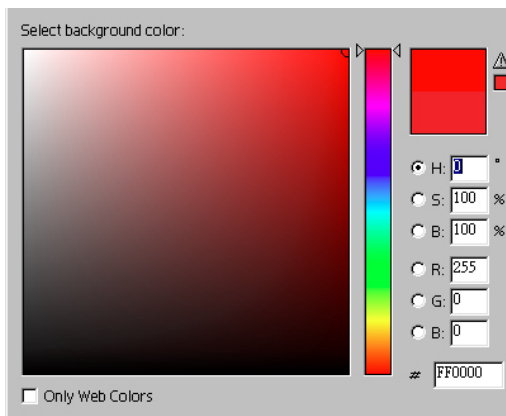 Select background color:
H: 0 °
S: 100 %
B: 100 %
R: 255
G: 0
B: 0
# FF0000
Only Web Colors